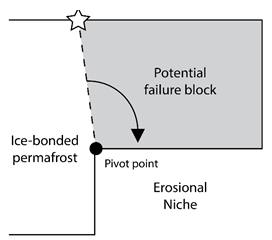 Potential
failure block
Ice-bonded
permafrost
Pivot point
Erosional
Niche